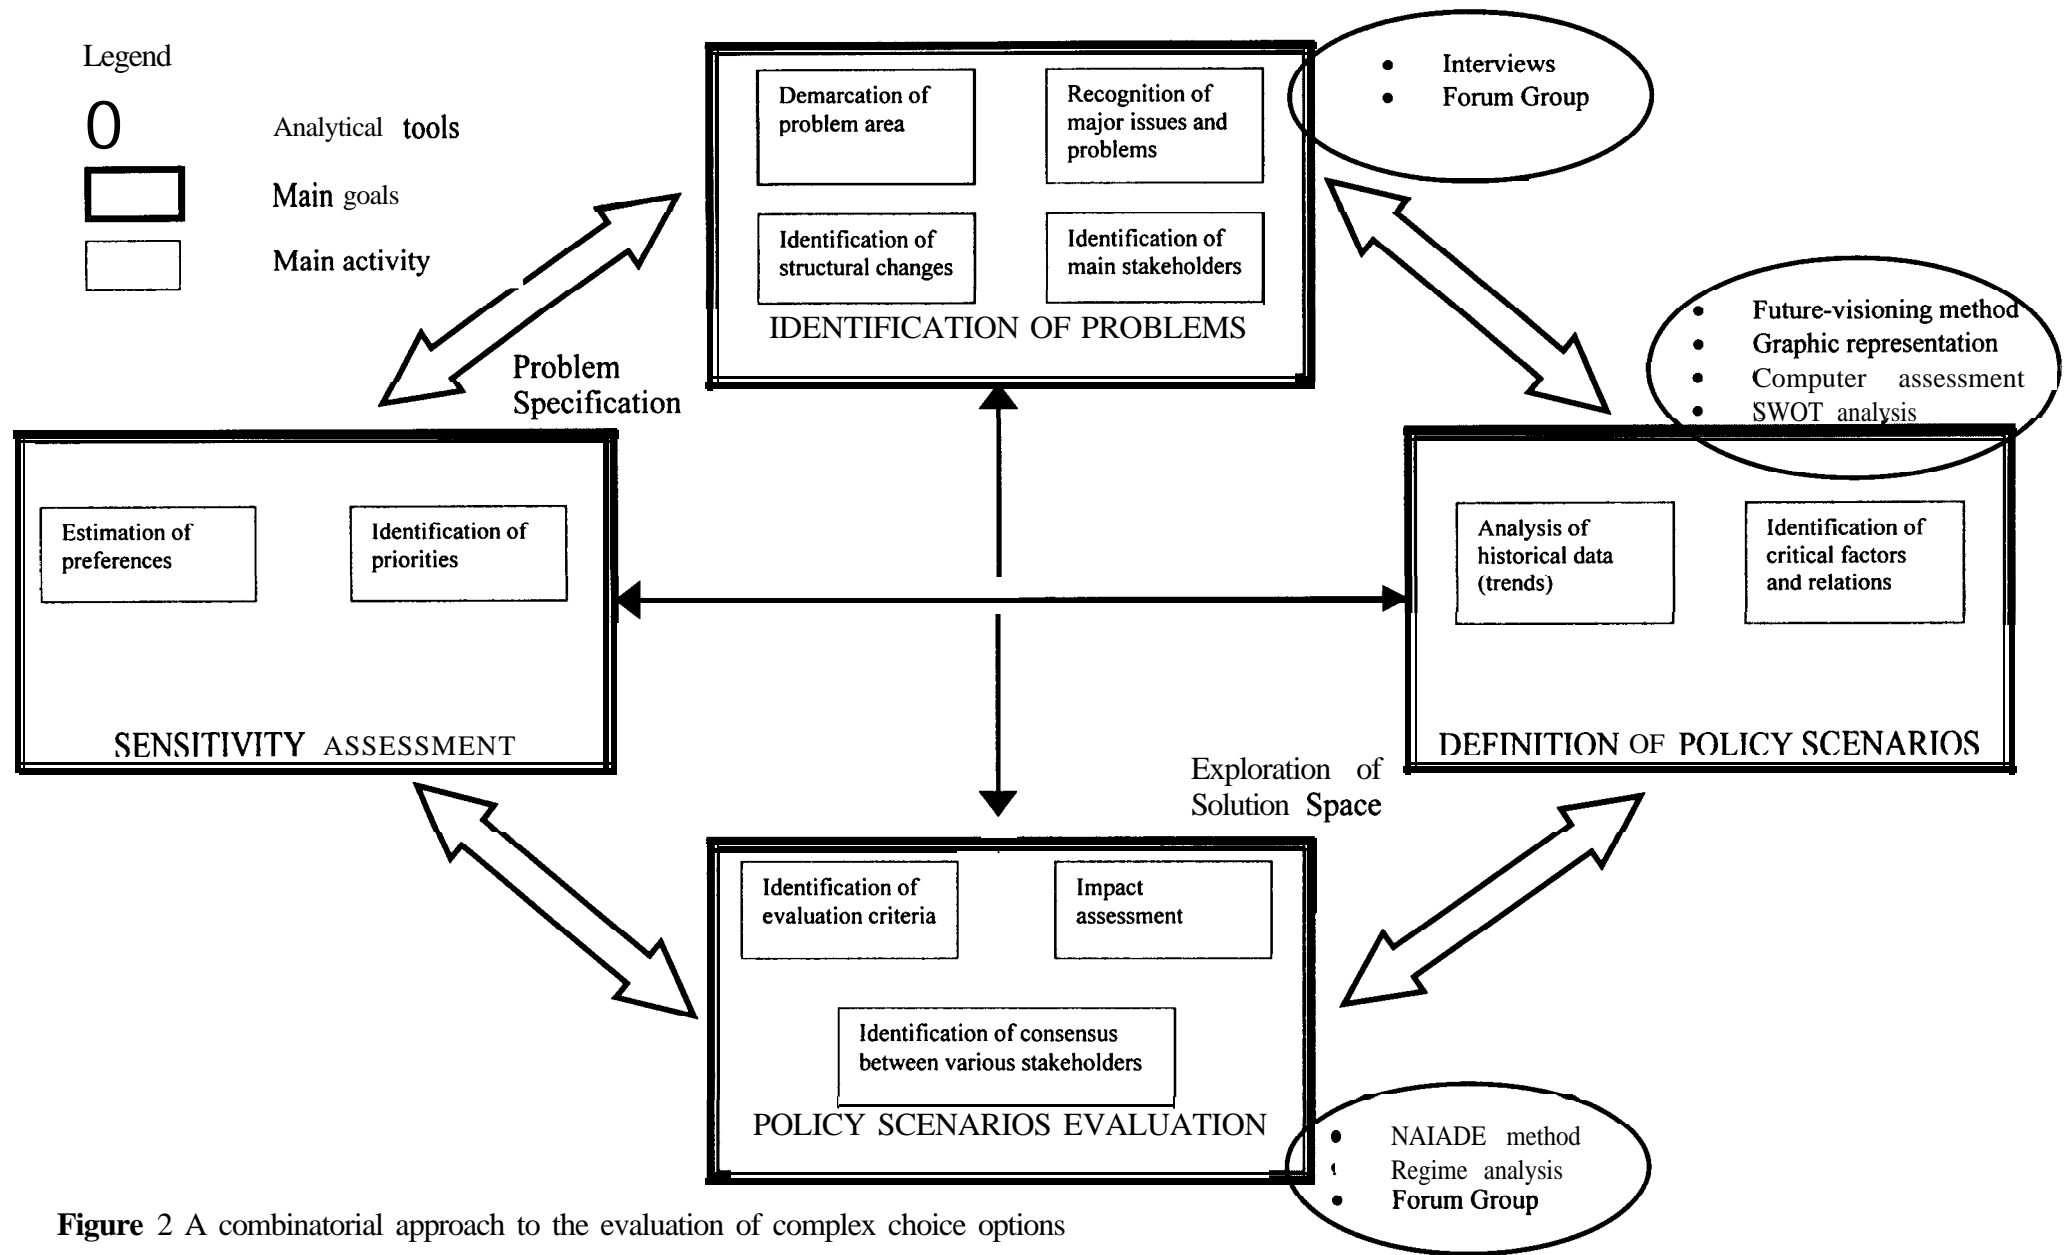 Legend
Analytical tools
Main goals
Main activity
Demarcation of
problem area
Recognition of
major issues and
problems
Identification of
structural changes
Identification of
main stakeholders
IDENTIFICATION OF PROBLEMS
• Interviews
• Forum Group
• Future-visioning method
• Graphic representation
• Computer assessment
• SWOT analysis
Problem
Specification
Estimation of
preferences
Identification of
priorities
SENSITIVITY ASSESSMENT
Analysis of
historical data
(trends)
Identification of
critical factors
and relations
DEFINITION OF POLICY SCENARIOS
Exploration of
Solution Space
Identification of
evaluation criteria
Impact
assessment
Identification of consensus
between various stakeholders
POLICY SCENARIOS EVALUATION
• NAIADE method
• Regime analysis
• Forum Group
Figure 2 A combinatorial approach to the evaluation of complex choice options